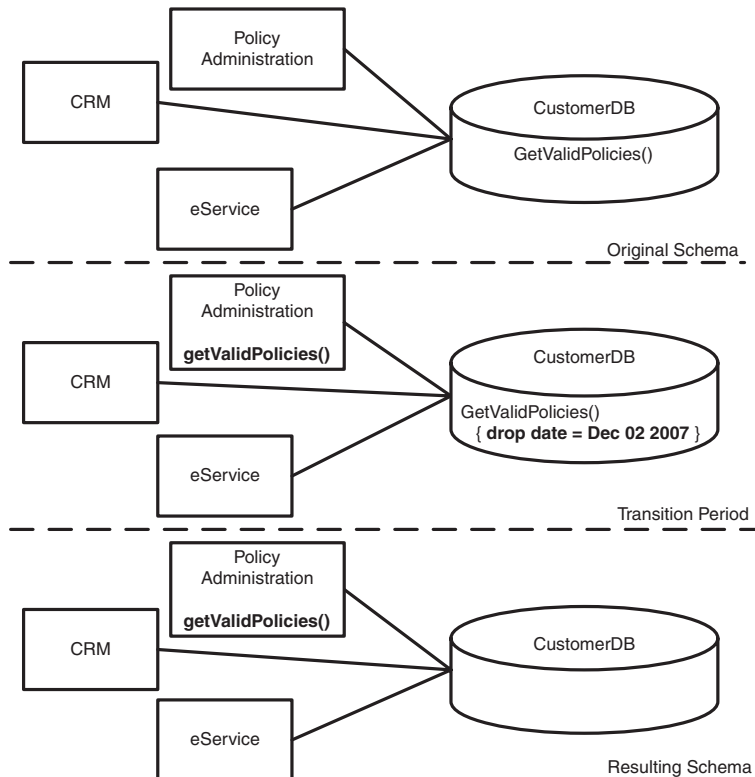 Policy
Administration
CRM
CustomerDB
GetValidPolicies()
eService
Original Schema
Policy
Administration
getValidPolicies()
CRM
CustomerDB
GetValidPolicies()
{ drop date = Dec 02 2007 }
eService
Transition Period
Policy
Administration
getValidPolicies()
CRM
CustomerDB
eService
Resulting Schema